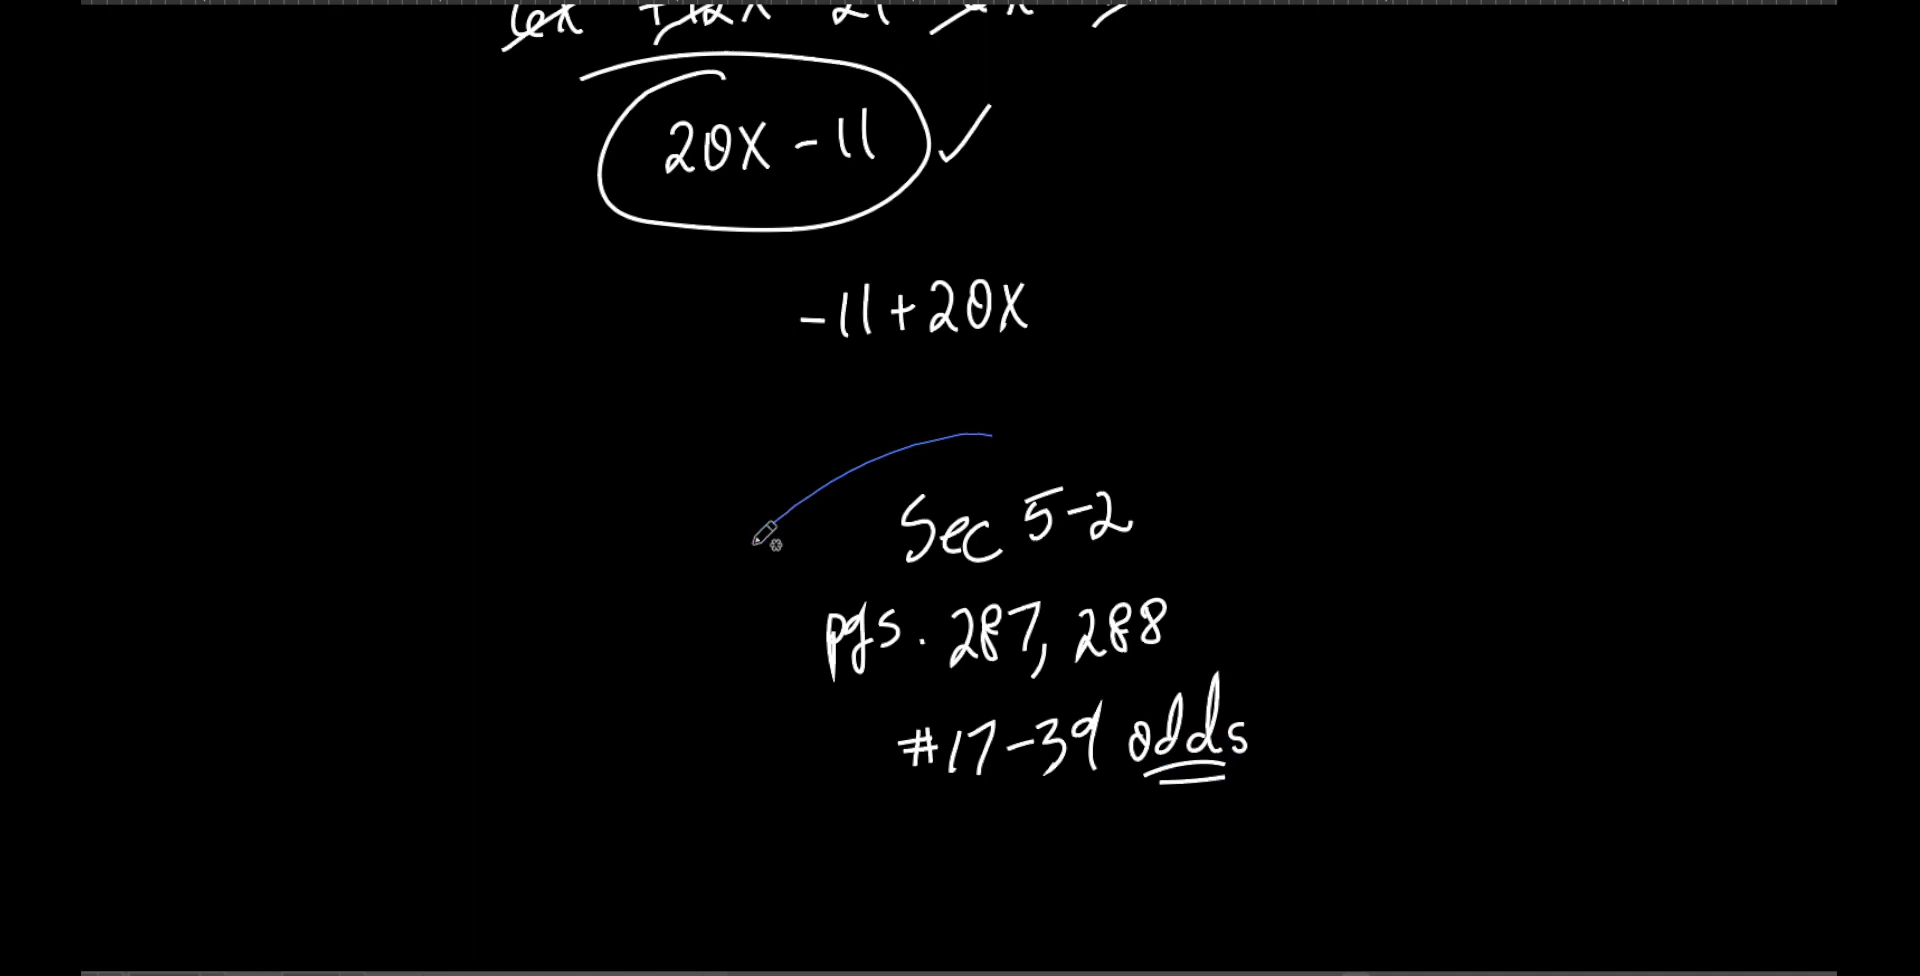 20x - 11
-11 + 20x
Sec 5-2
pgs. 287, 288
#17-39 odds